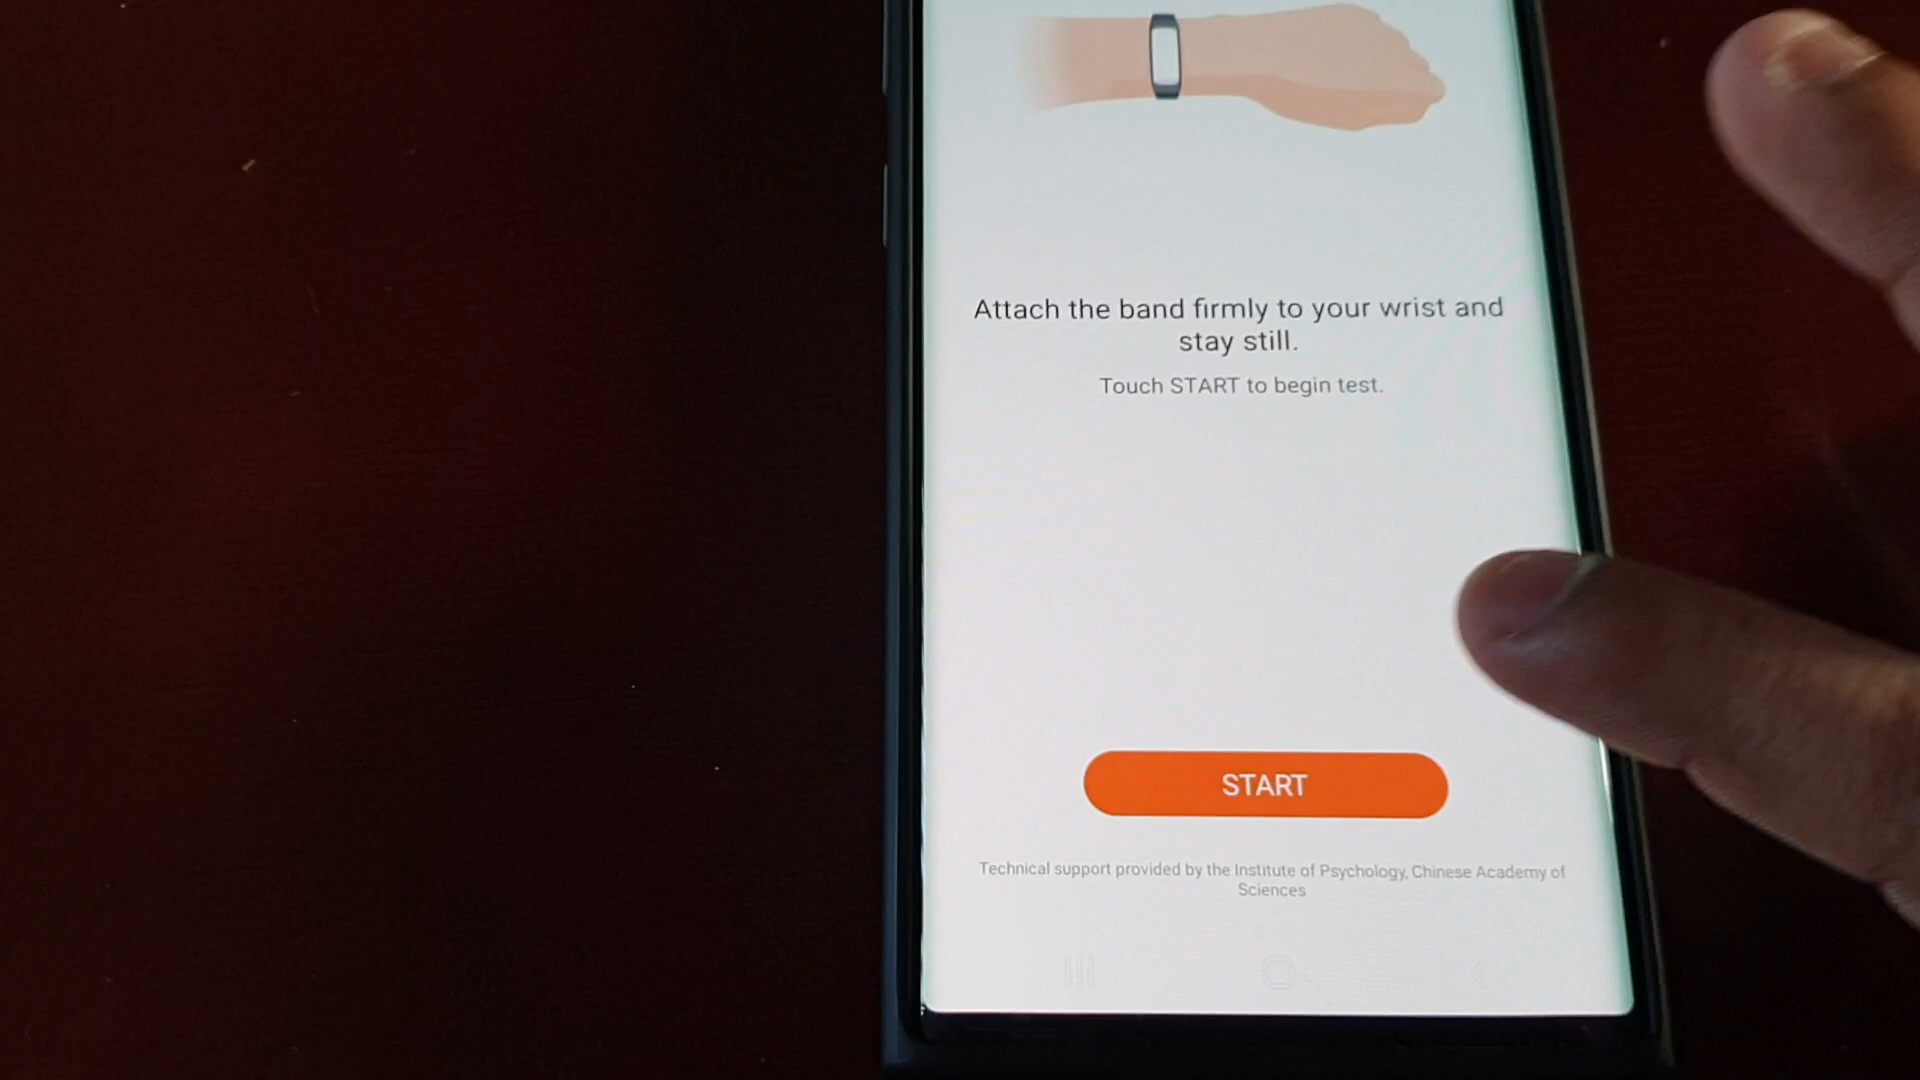 Attach the band firmly to your wrist and
stay still.
Touch START to begin test.
START
Technical support provided by the Institute of Psychology, Chinese Academy of
Sciences